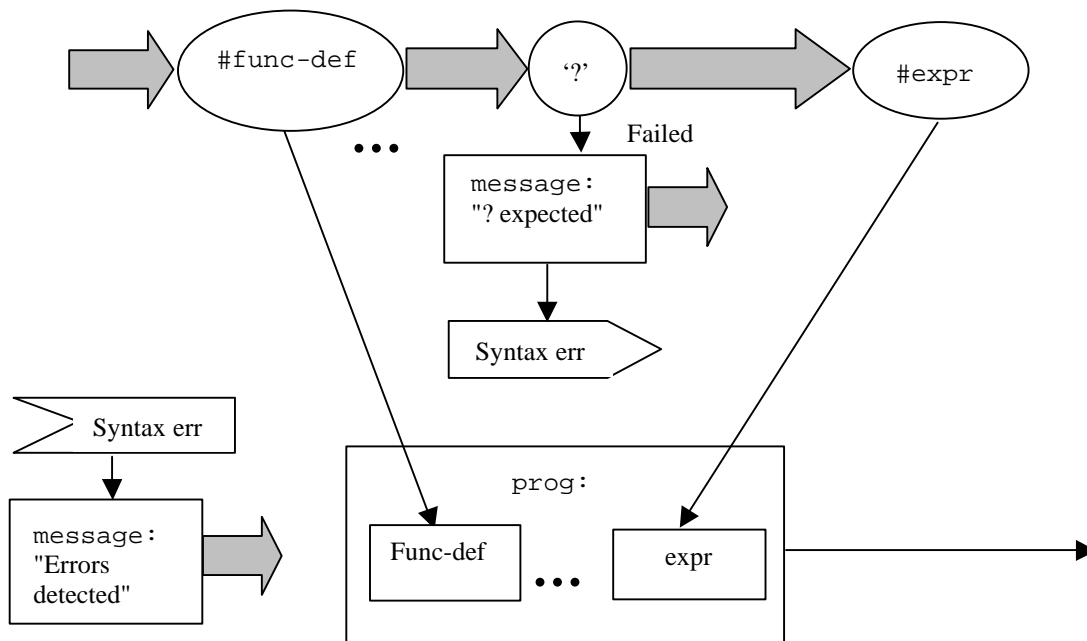 #func-def
‘?’
#expr
•••
Failed
message:
"? expected"
Syntax err
Syntax err
message:
"Errors
detected"
prog:
Func-def
•••
expr